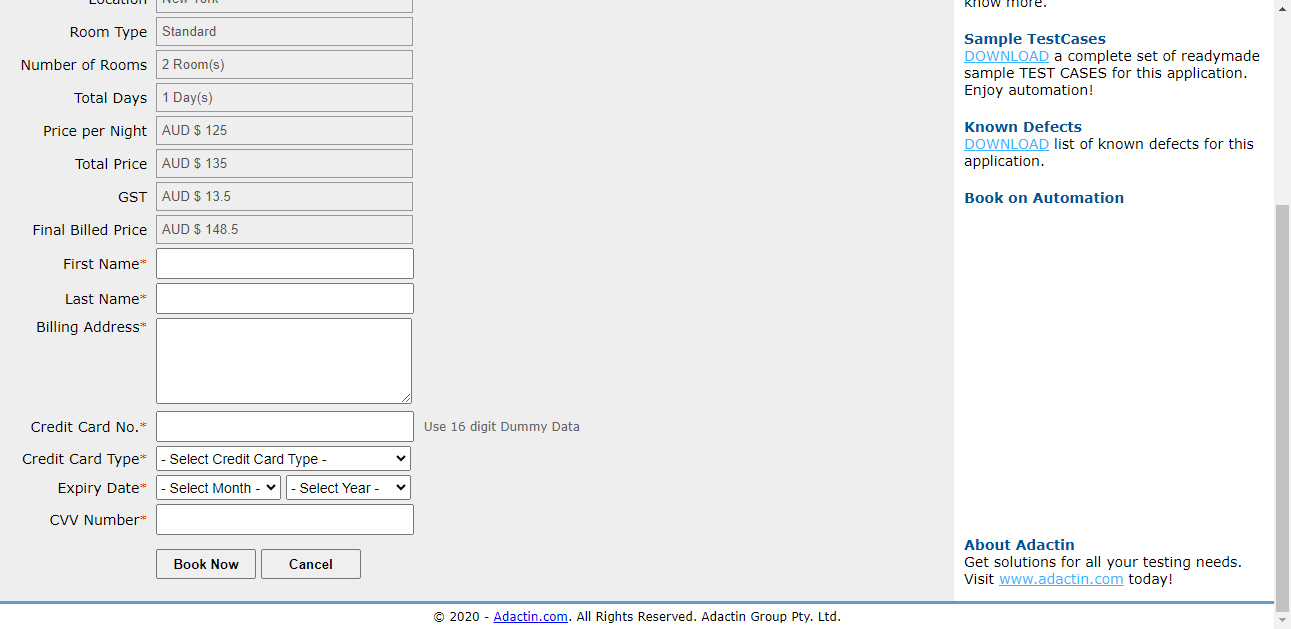 Location New York
Room Type Standard
Number of Rooms 2 Room(s)
Total Days 1 Day(s)
Price per Night AUD $ 125
Total Price AUD $ 135
GST AUD $ 13.5
Final Billed Price AUD $ 148.5
First Name*
Last Name*
Billing Address*
Credit Card No.* Use 16 digit Dummy Data
Credit Card Type* - Select Credit Card Type -
Expiry Date* - Select Month - - Select Year -
CVV Number*
Book Now Cancel
know more.
Sample TestCases
DOWNLOAD a complete set of readymade
sample TEST CASES for this application.
Enjoy automation!
Known Defects
DOWNLOAD list of known defects for this
application.
Book on Automation
About Adactin
Get solutions for all your testing needs.
Visit www.adactin.com today!
© 2020 - Adactin.com. All Rights Reserved. Adactin Group Pty. Ltd.